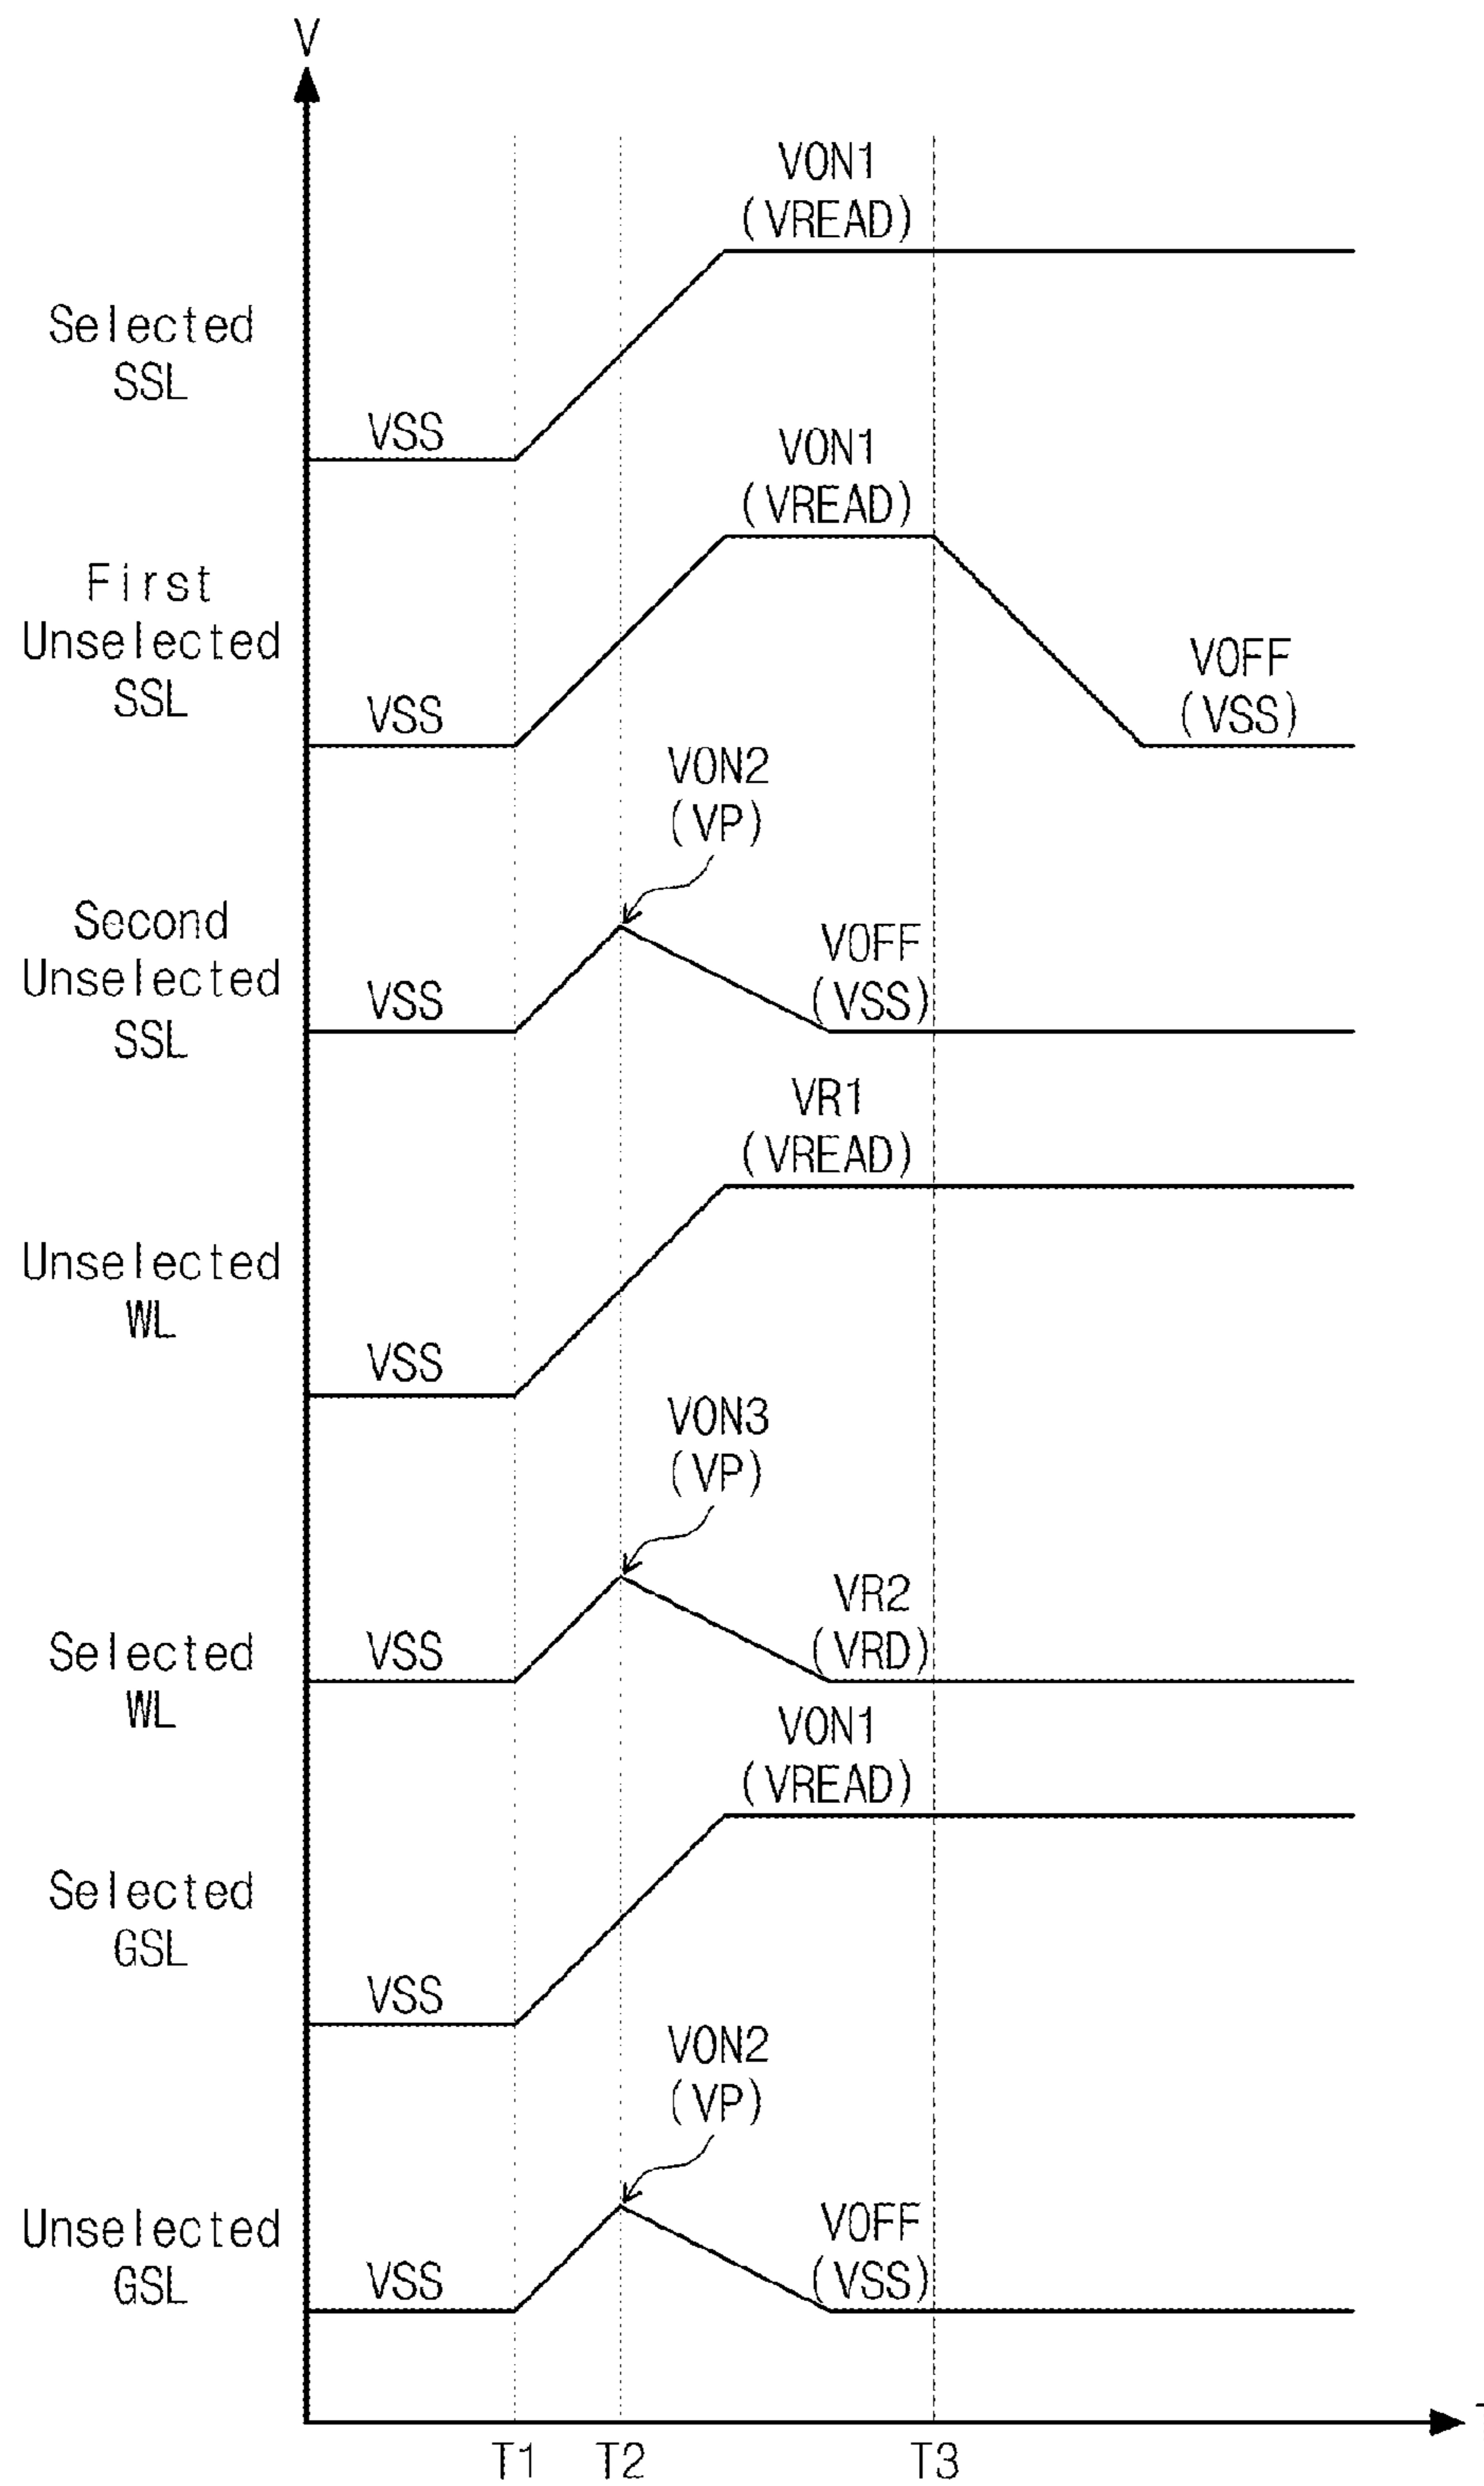 V
VON1
(VREAD)
Selected
SSL
VSS
VON1
(VREAD)
First
Unselected
SSL
VSS
VOFF
(VSS)
VON2
(VP)
Second
Unselected
SSL
VSS
VOFF
(VSS)
VR1
(VREAD)
Unselected
WL
VSS
VON3
(VP)
Selected
WL
VSS
VR2
(VRD)
VON1
(VREAD)
Selected
GSL
VSS
VON2
(VP)
Unselected
GSL
VSS
VOFF
(VSS)
T1 T2 T3